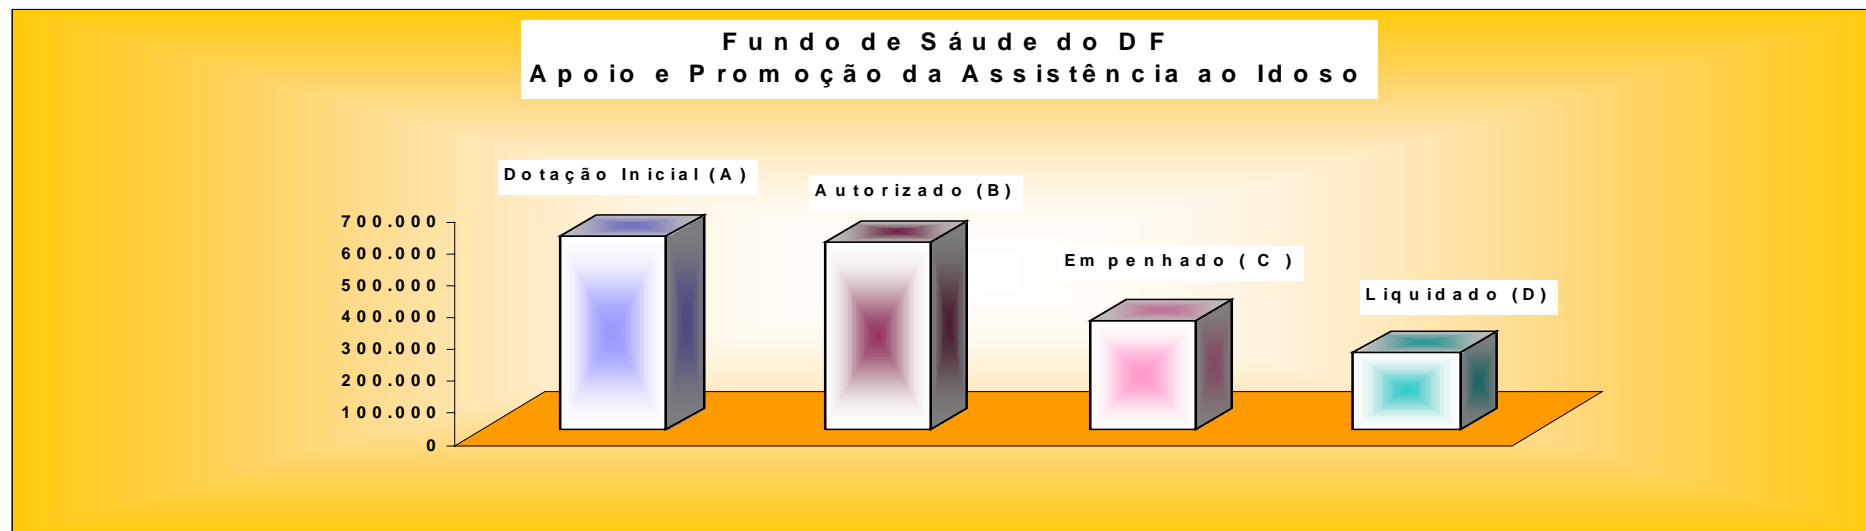 Fundo de Sáude do DF
Apoio e Promoção da Assistência ao Idoso
Dotação Inicial (A)
Autorizado (B)
Empenhado ( C )
Liquidado (D)
700.000
600.000
500.000
400.000
300.000
200.000
100.000
0